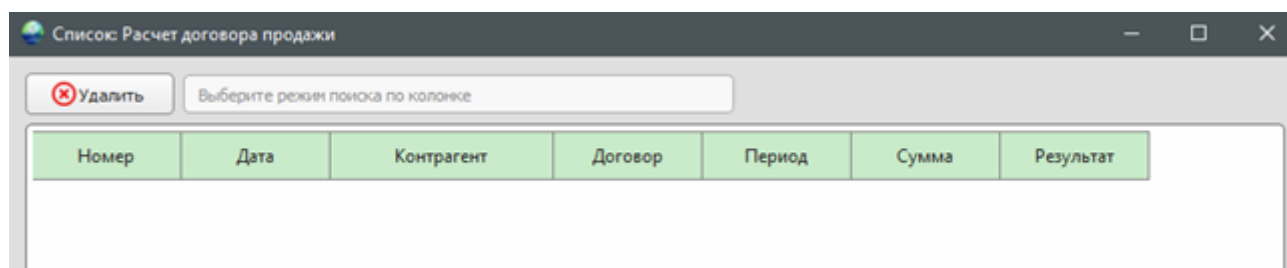 Список: Расчет договора продажи
Удалить Выберите режим поиска по колонке
Номер Дата Контрагент Договор Период Сумма Результат